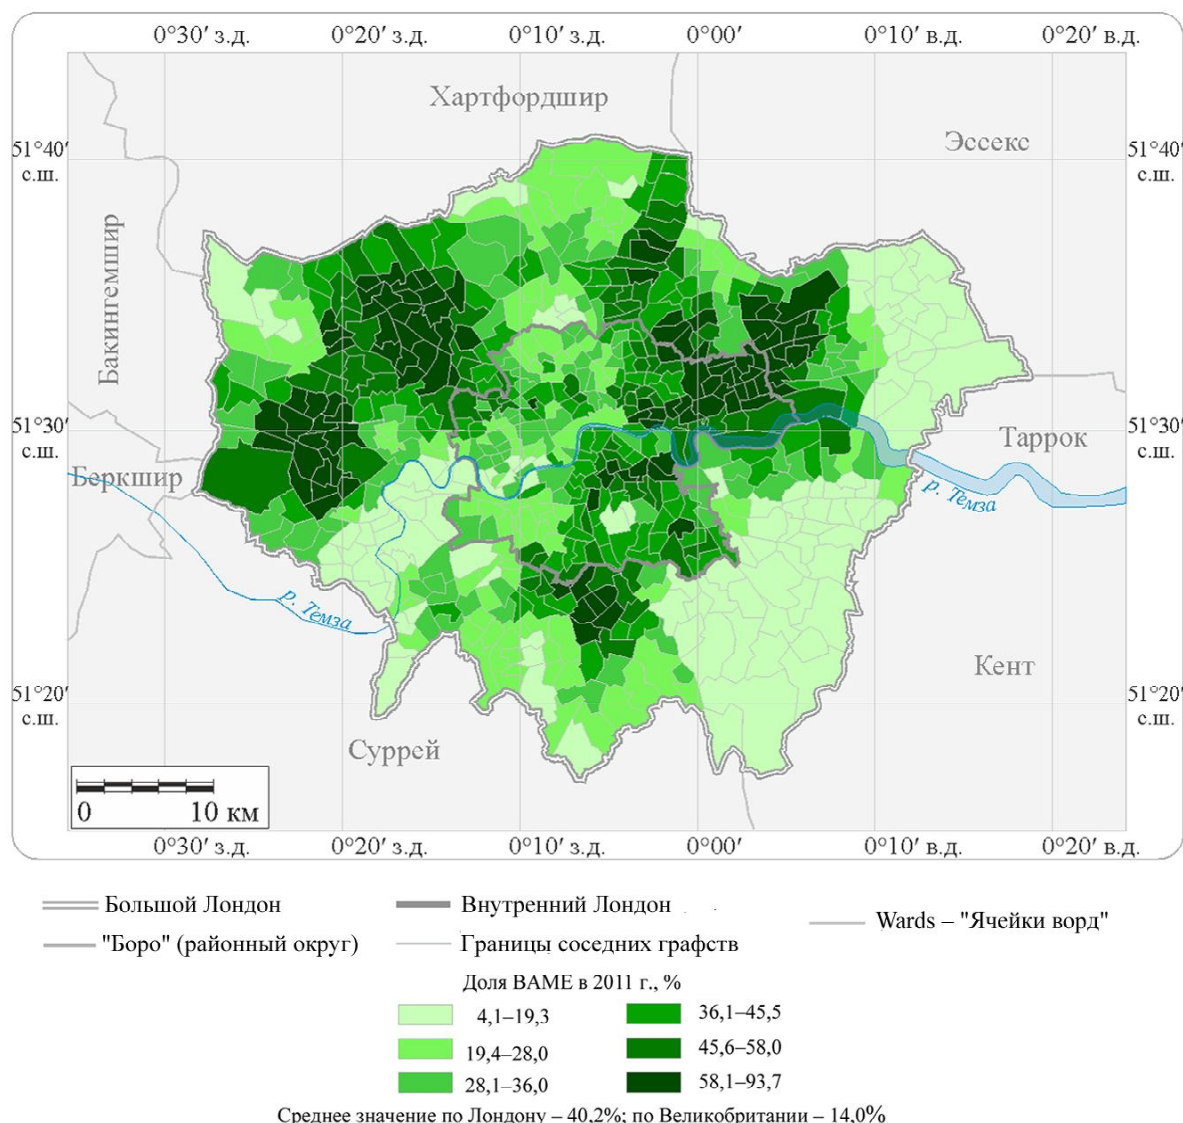 0°30′ з.д. 0°20′ з.д. 0°10′ з.д. 0°00′ 0°10′ в.д. 0°20′ в.д.
Хартфордшир
Эссекс
51°40′
с.ш.
51°40′
с.ш.
Бакингемшир
51°30′
с.ш.
Таррок
51°30′
с.ш.
Беркшир
р. Темза
р. Темза
Кент
51°20′
с.ш.
51°20′
с.ш.
Суррей
0 10 км
0°30′ з.д. 0°20′ з.д. 0°10′ з.д. 0°00′ 0°10′ в.д. 0°20′ в.д.
Большой Лондон
Внутренний Лондон
Wards – "Ячейки ворд"
"Боро" (районный округ)
Границы соседних графств
Доля BAME в 2011 г., %
4,1–19,3
36,1–45,5
19,4–28,0
45,6–58,0
28,1–36,0
58,1–93,7
Среднее значение по Лондону – 40,2%; по Великобритании – 14,0%